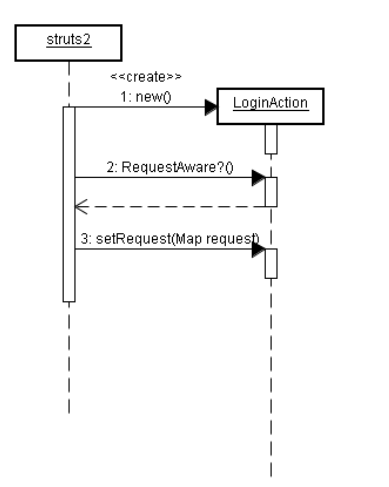 struts2
<<create>>
1: new()
LoginAction
2: RequestAware?()
3: setRequest(Map request)